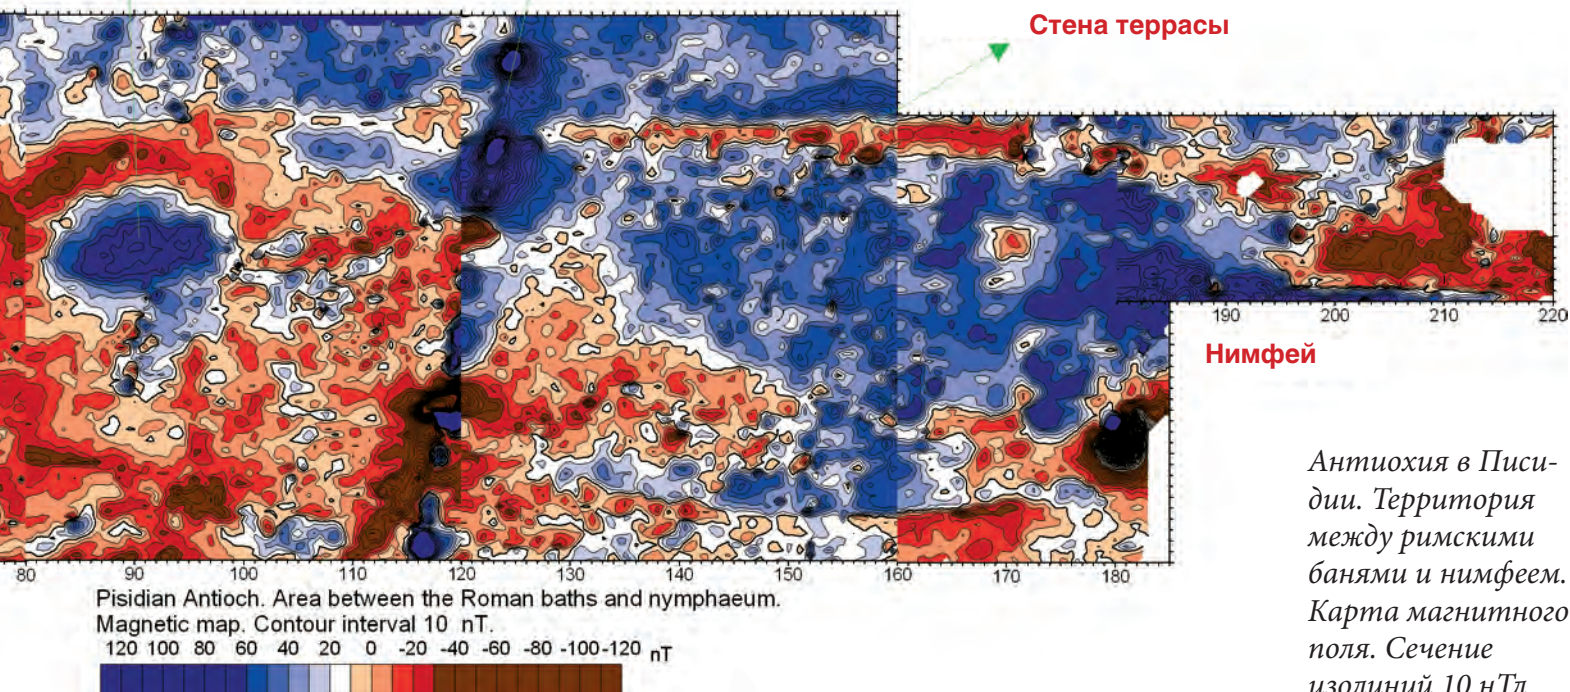 Стена террасы
190 200 210 220
Нимфей
80 90 100 110 120 130 140 150 160 170 180
Pisidian Antioch. Area between the Roman baths and nymphaeum.
Magnetic map. Contour interval 10 nT.
120 100 80 60 40 20 0 -20 -40 -60 -80 -100 -120 nT
Антиохия в Писи-
дии. Территория
между римскими
банями и нимфеем.
Карта магнитного
поля. Сечение
изолиний 10 нТл